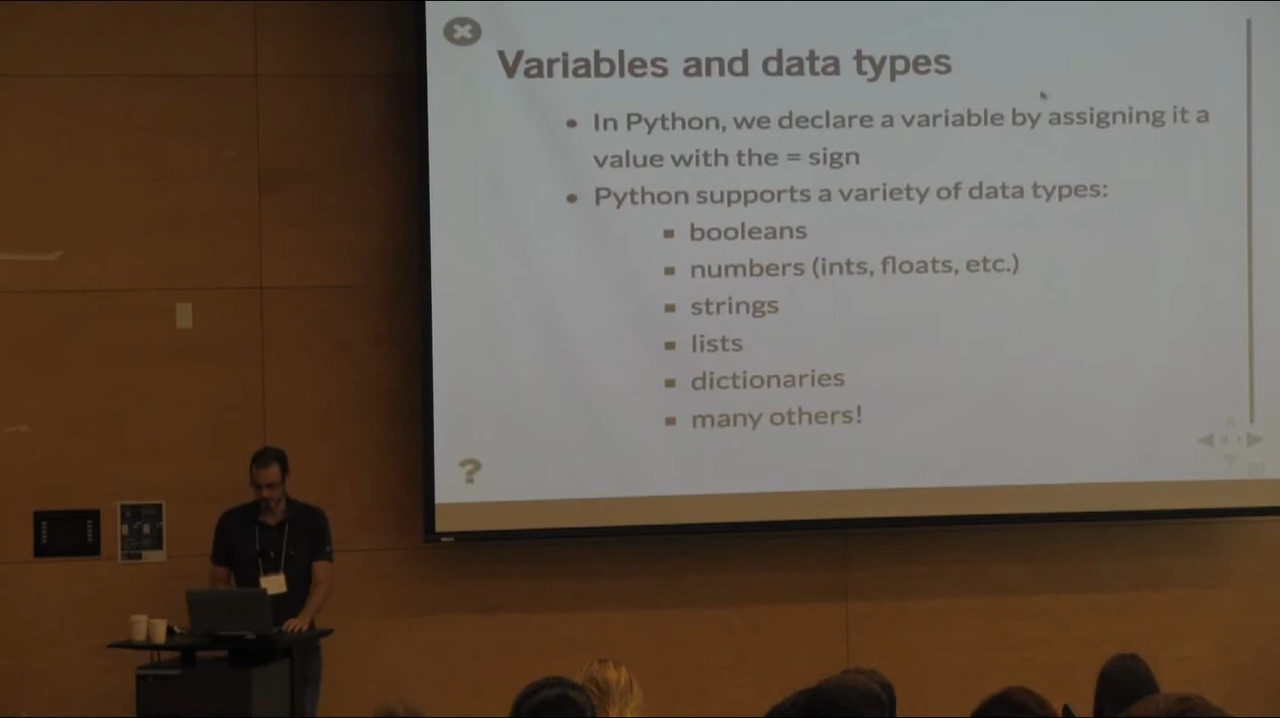 Variables and data types
In Python, we declare a variable by assigning it a
value with the = sign
Python supports a variety of data types:
booleans
numbers (ints, floats, etc.)
strings
lists
dictionaries
many others!
?